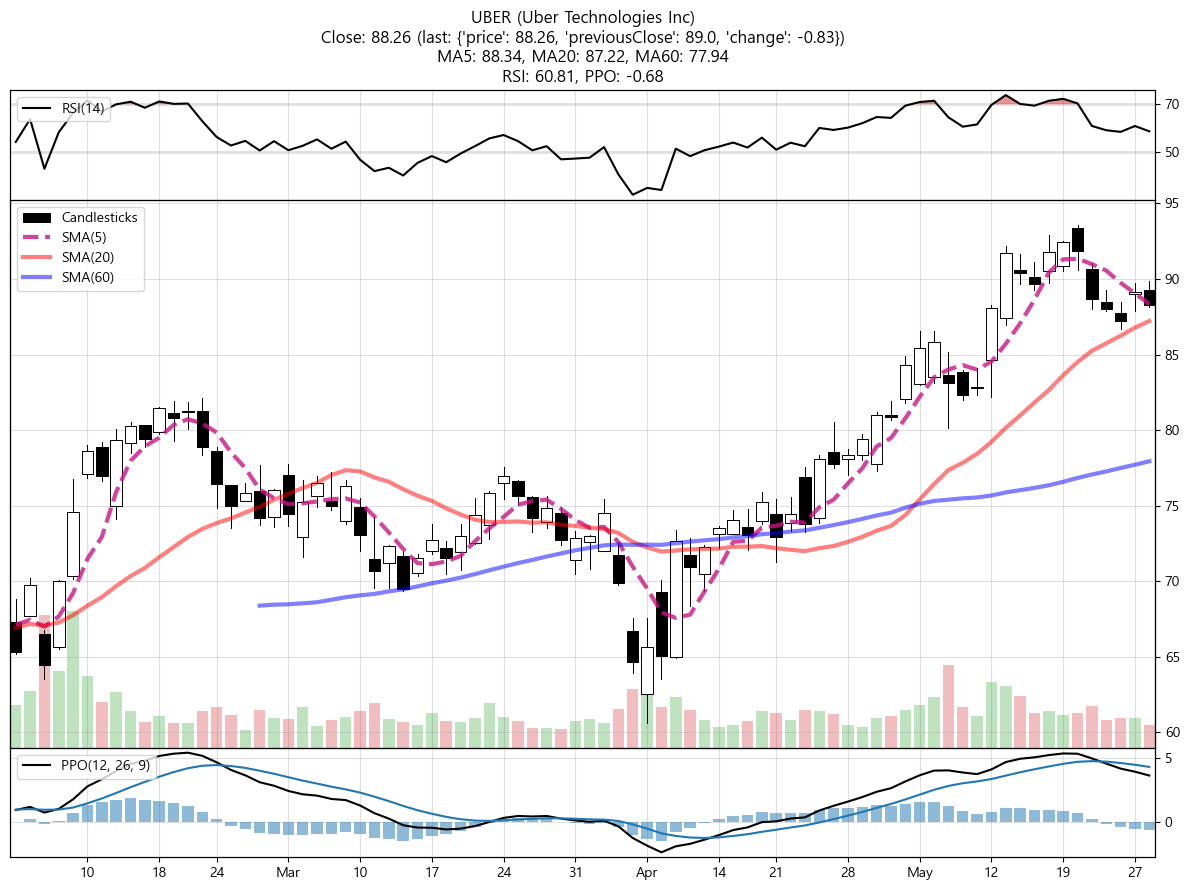 UBER (Uber Technologies Inc)
Close: 88.26 (last: {'price': 88.26, 'previousClose': 89.0, 'change': -0.83})
MA5: 88.34, MA20: 87.22, MA60: 77.94
RSI: 60.81, PPO: -0.68
RSI(14)
70
50
Candlesticks
SMA(5)
SMA(20)
SMA(60)
95
90
85
80
75
70
65
60
PPO(12, 26, 9)
5
0
10 18 24 Mar 10 17 24 31 Apr 14 21 28 May 12 19 27